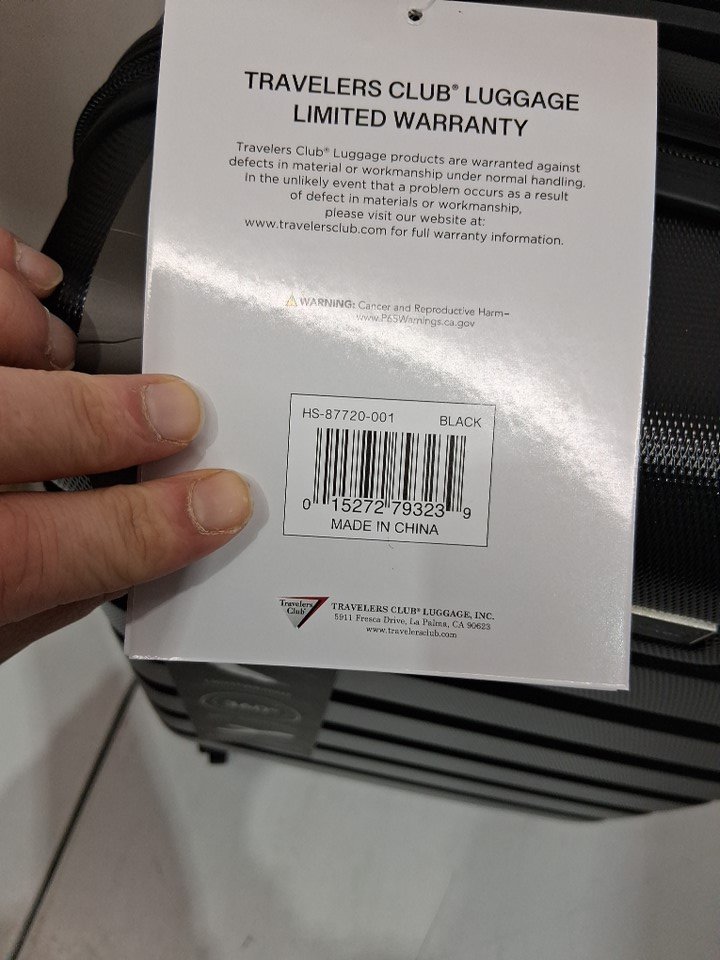 TRAVELERS CLUB® LUGGAGE
LIMITED WARRANTY
Travelers Club® Luggage products are warranted against
defects in material or workmanship under normal handling.
In the unlikely event that a problem occurs as a result
of defect in materials or workmanship,
please visit our website at:
www.travelersclub.com for full warranty information.
WARNING: Cancer and Reproductive Harm–
www.P65Warnings.ca.gov
HS-87720-001 BLACK
0 15272 79323 9
MADE IN CHINA
Travelers
Club®
TRAVELERS CLUB® LUGGAGE, INC.
5911 Fresca Drive, La Palma, CA 90623
www.travelersclub.com